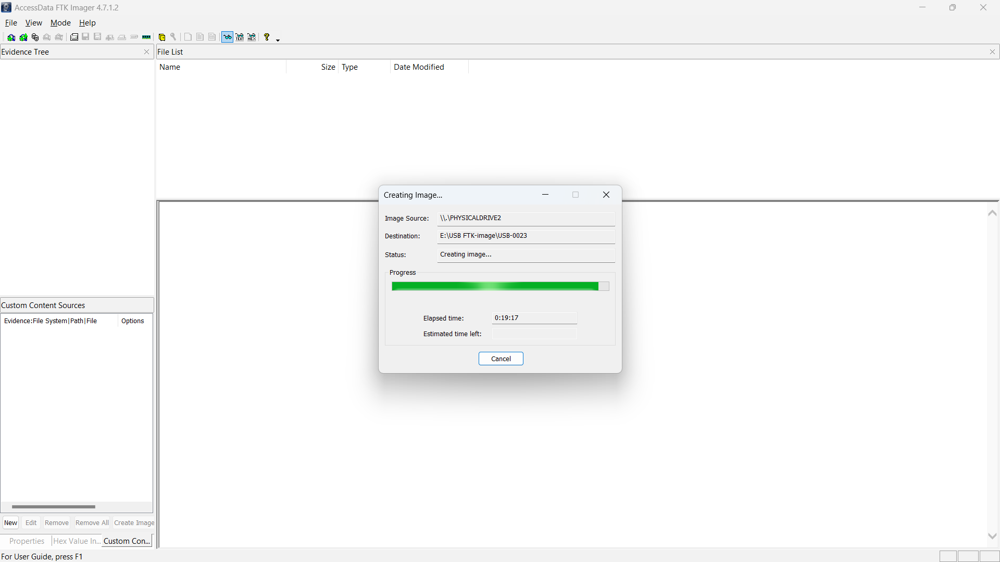 AccessData FTK Imager 4.7.1.2
File View Mode Help
Evidence Tree
File List
Name Size Type Date Modified
Creating Image...
Image Source: \\.\PHYSICALDRIVE2
Destination: E:\USB FTK-image\USB-0023
Status: Creating image...
Progress
Elapsed time: 0:19:17
Estimated time left:
Cancel
Custom Content Sources
Evidence:File System|Path|File Options
New Edit Remove Remove All Create Image
Properties Hex Value In... Custom Con...
For User Guide, press F1